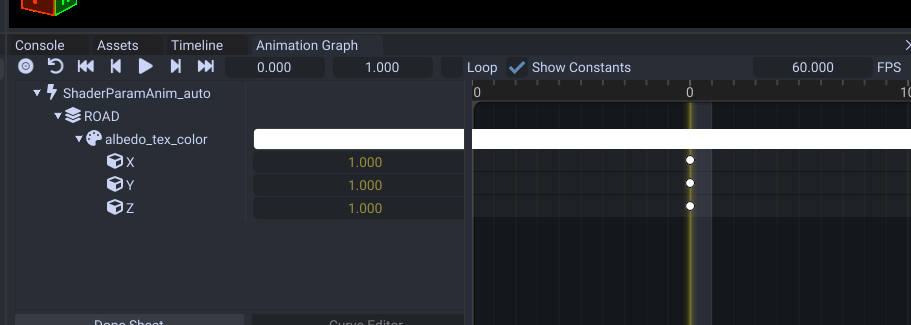 Console Assets Timeline Animation Graph
0.000 1.000 Loop Show Constants 60.000 FPS
ShaderParamAnim_auto 0 0 10
ROAD
albedo_tex_color
X 1.000
Y 1.000
Z 1.000
Dope Sheet Curve Editor